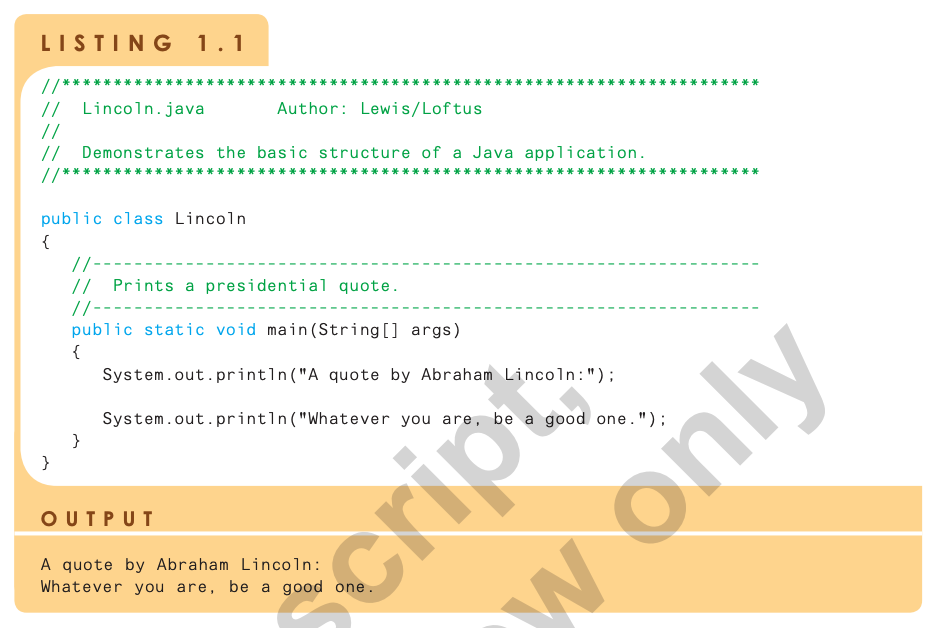 LISTING 1.1
//********************************************************************
//  Lincoln.java       Author: Lewis/Loftus
//
//  Demonstrates the basic structure of a Java application.
//********************************************************************
public class Lincoln
{
   //-----------------------------------------------------------------
   //  Prints a presidential quote.
   //-----------------------------------------------------------------
   public static void main(String[] args)
   {
      System.out.println("A quote by Abraham Lincoln:");
      System.out.println("Whatever you are, be a good one.");
   }
}
OUTPUT
A quote by Abraham Lincoln:
Whatever you are, be a good one.
script,
only